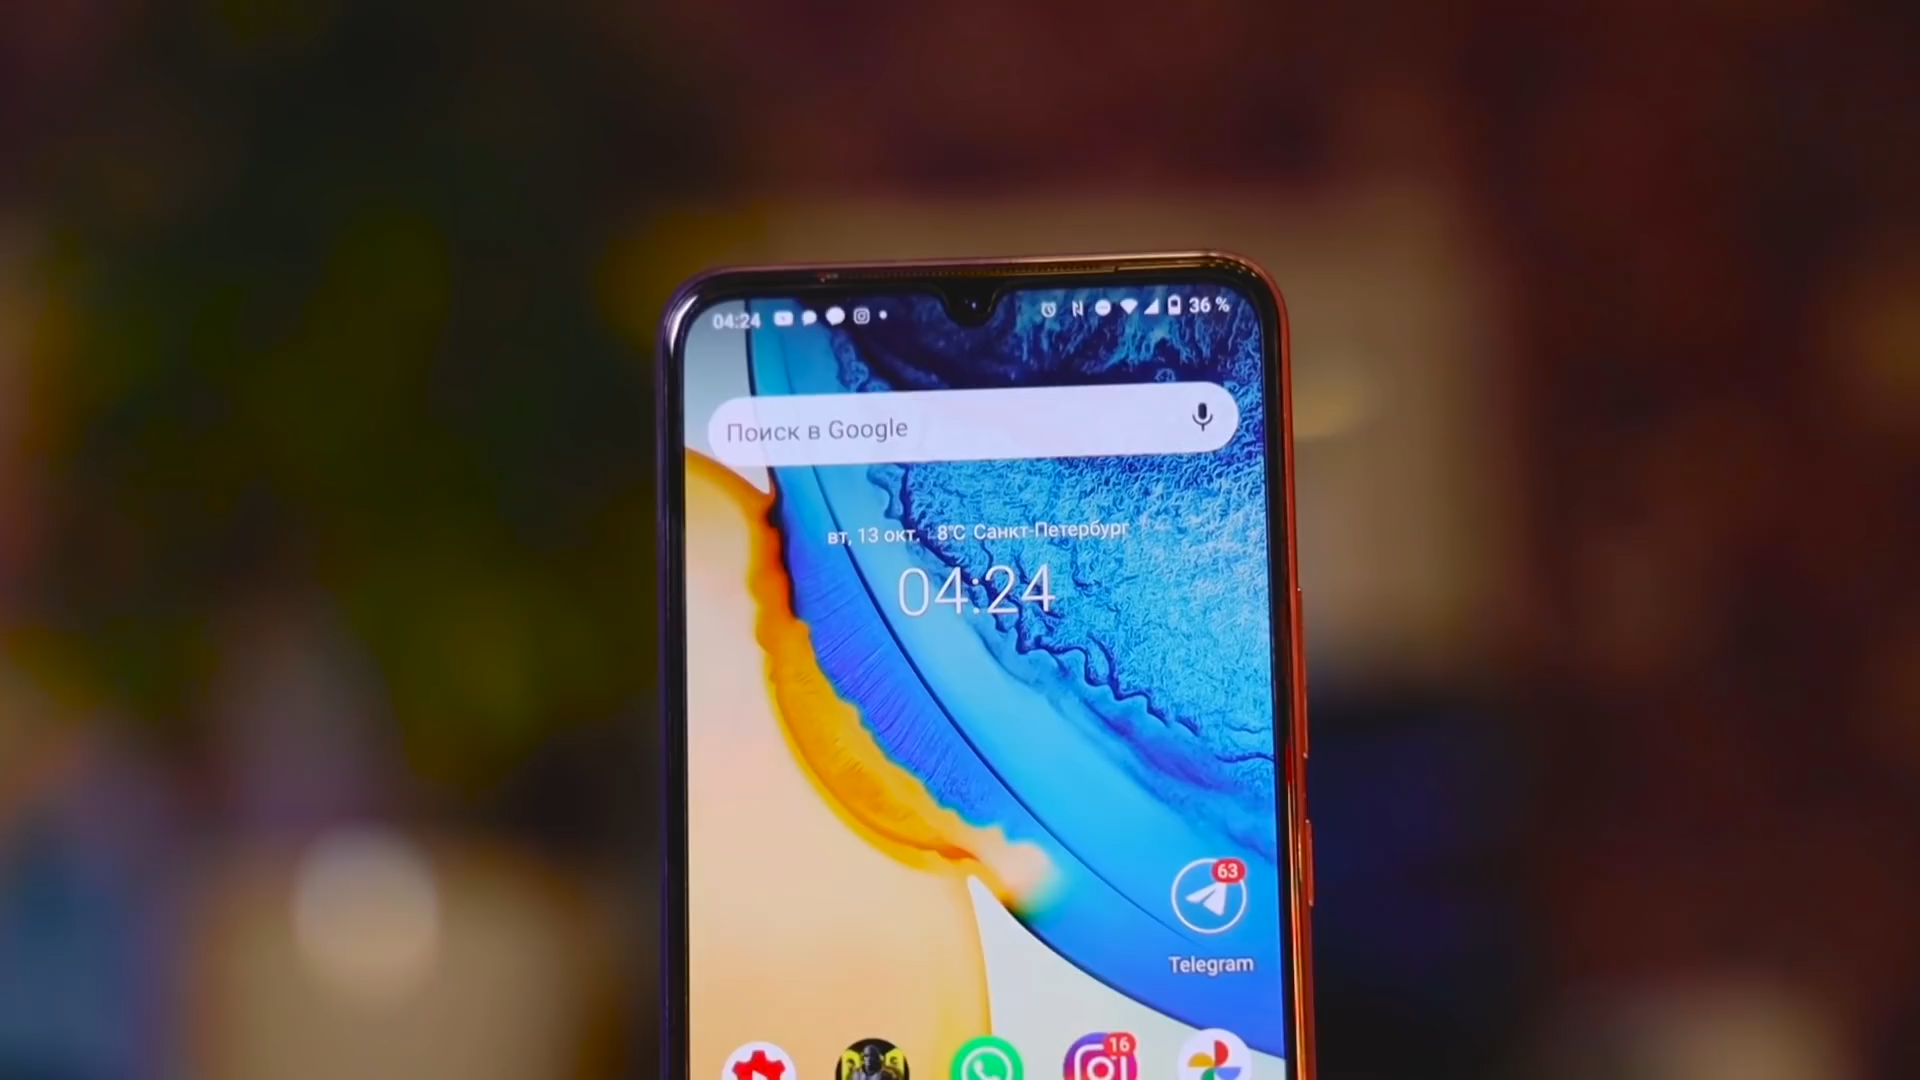 04:24 36 %
Поиск в Google
вт, 13 окт. 8°C Санкт-Петербург
04:24
63
Telegram
16